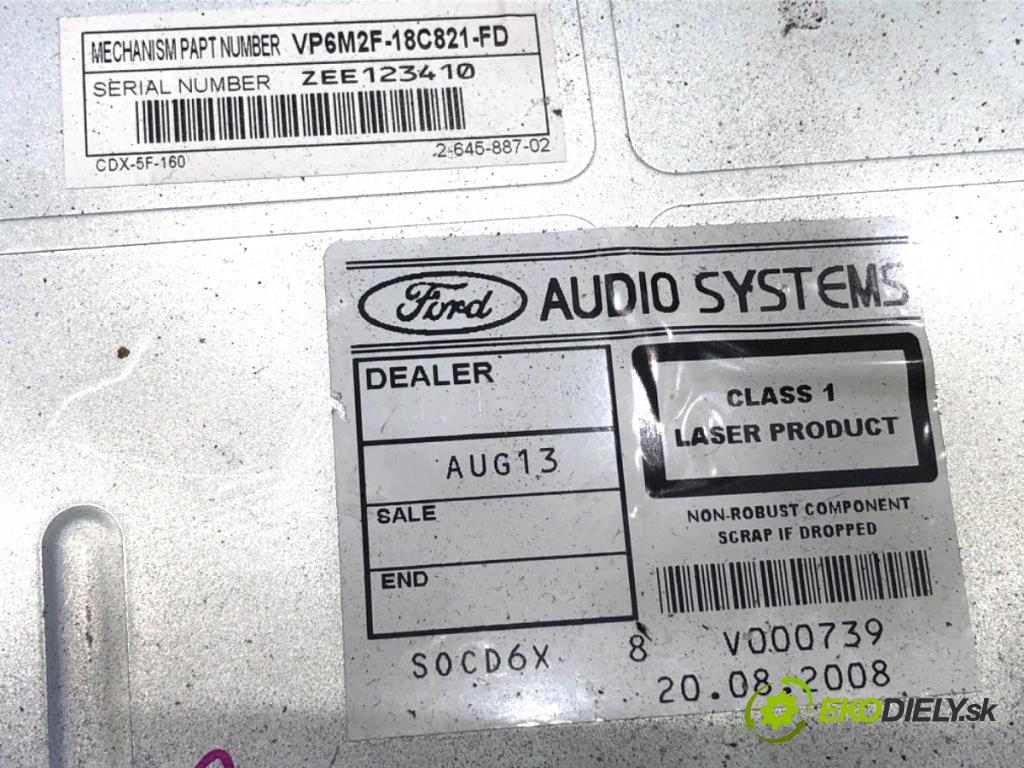 MECHANISM PAPT NUMBER VP6M2F-18C821-FD
SERIAL NUMBER ZEE123410
CDX-5F-160 2-645-887-02
Ford AUDIO SYSTEMS
DEALER
AUG13
SALE
END
CLASS 1
LASER PRODUCT
NON-ROBUST COMPONENT
SCRAP IF DROPPED
S0CD6X 8 V000739
20.08.2008
EKODIELY.sk